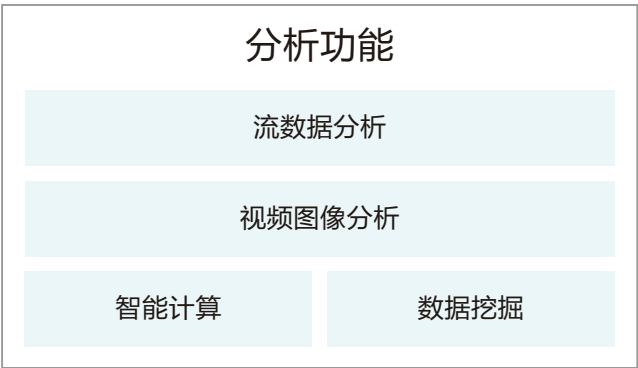 分析功能
流数据分析
视频图像分析
智能计算 数据挖掘